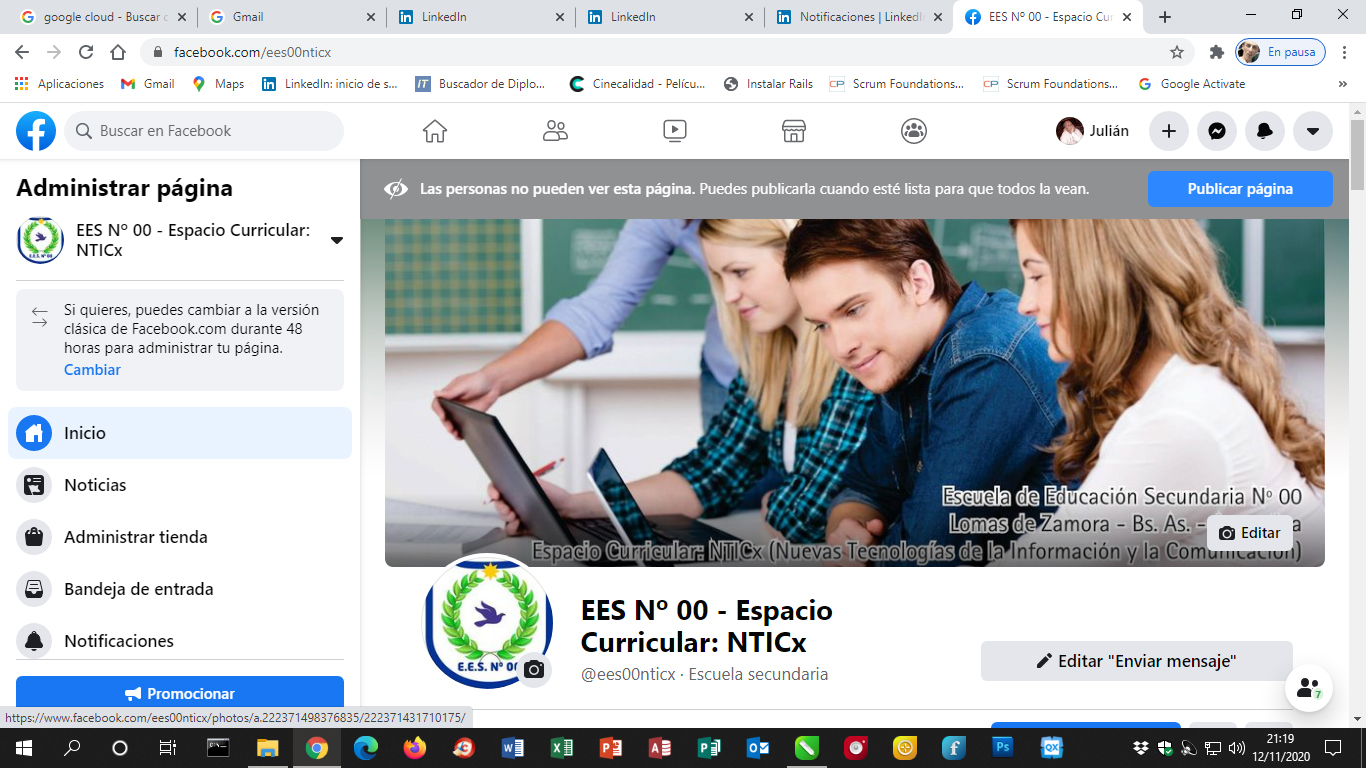 google cloud - Buscar c
Gmail
LinkedIn
LinkedIn
Notificaciones | LinkedIn
EES Nº 00 - Espacio Cur
facebook.com/ees00nticx
En pausa
Aplicaciones
Gmail
Maps
LinkedIn: inicio de s...
Buscador de Diplo...
Cinecalidad - Pelícu...
Instalar Rails
Scrum Foundations...
Scrum Foundations...
Google Activate
Buscar en Facebook
Julián
Administrar página
EES Nº 00 - Espacio Curricular:
NTICx
Si quieres, puedes cambiar a la versión
clásica de Facebook.com durante 48
horas para administrar tu página.
Cambiar
Inicio
Noticias
Administrar tienda
Bandeja de entrada
Notificaciones
Promocionar
Las personas no pueden ver esta página. Puedes publicarla cuando esté lista para que todos la vean.
Publicar página
Escuela de Educación Secundaria Nº 00
Lomas de Zamora - Bs. As. -
Editar
Espacio Curricular: NTICx (Nuevas Tecnologías de la Información y la Comunicación)
E.E.S. Nº 00
EES Nº 00 - Espacio
Curricular: NTICx
@ees00nticx · Escuela secundaria
Editar "Enviar mensaje"
7
https://www.facebook.com/ees00nticx/photos/a.222371498376835/222371431710175/
21:19
12/11/2020